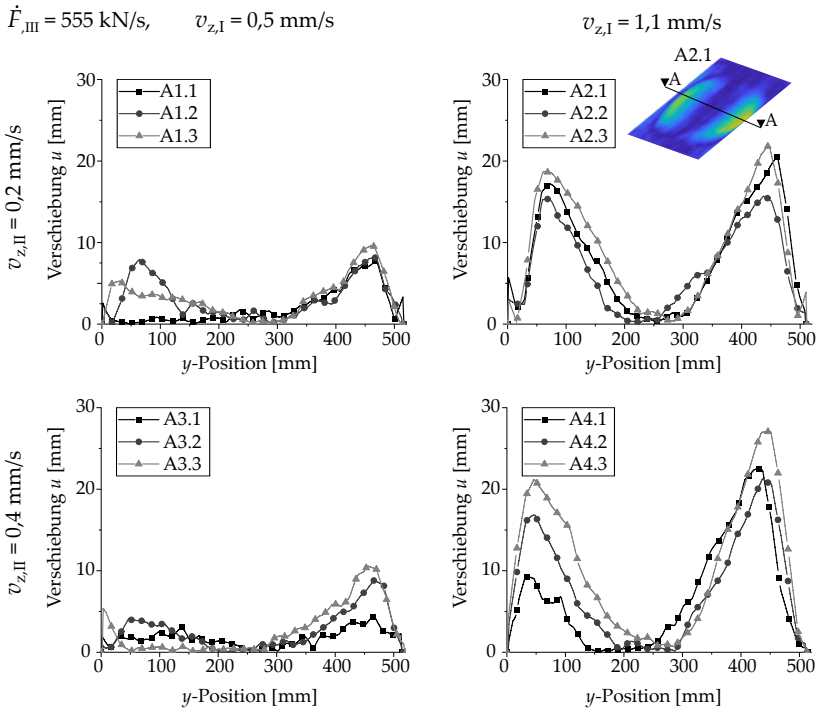 Ḟ,III = 555 kN/s, vz,I = 0,5 mm/s vz,I = 1,1 mm/s
vz,II = 0,2 mm/s
Verschiebung u [mm]
30
20
10
0
A1.1
A1.2
A1.3
0 100 200 300 400 500
y-Position [mm]
Verschiebung u [mm]
30
20
10
0
A2.1
A2.2
A2.3
A2.1
A
A
0 100 200 300 400 500
y-Position [mm]
vz,II = 0,4 mm/s
Verschiebung u [mm]
30
20
10
0
A3.1
A3.2
A3.3
0 100 200 300 400 500
y-Position [mm]
Verschiebung u [mm]
30
20
10
0
A4.1
A4.2
A4.3
0 100 200 300 400 500
y-Position [mm]